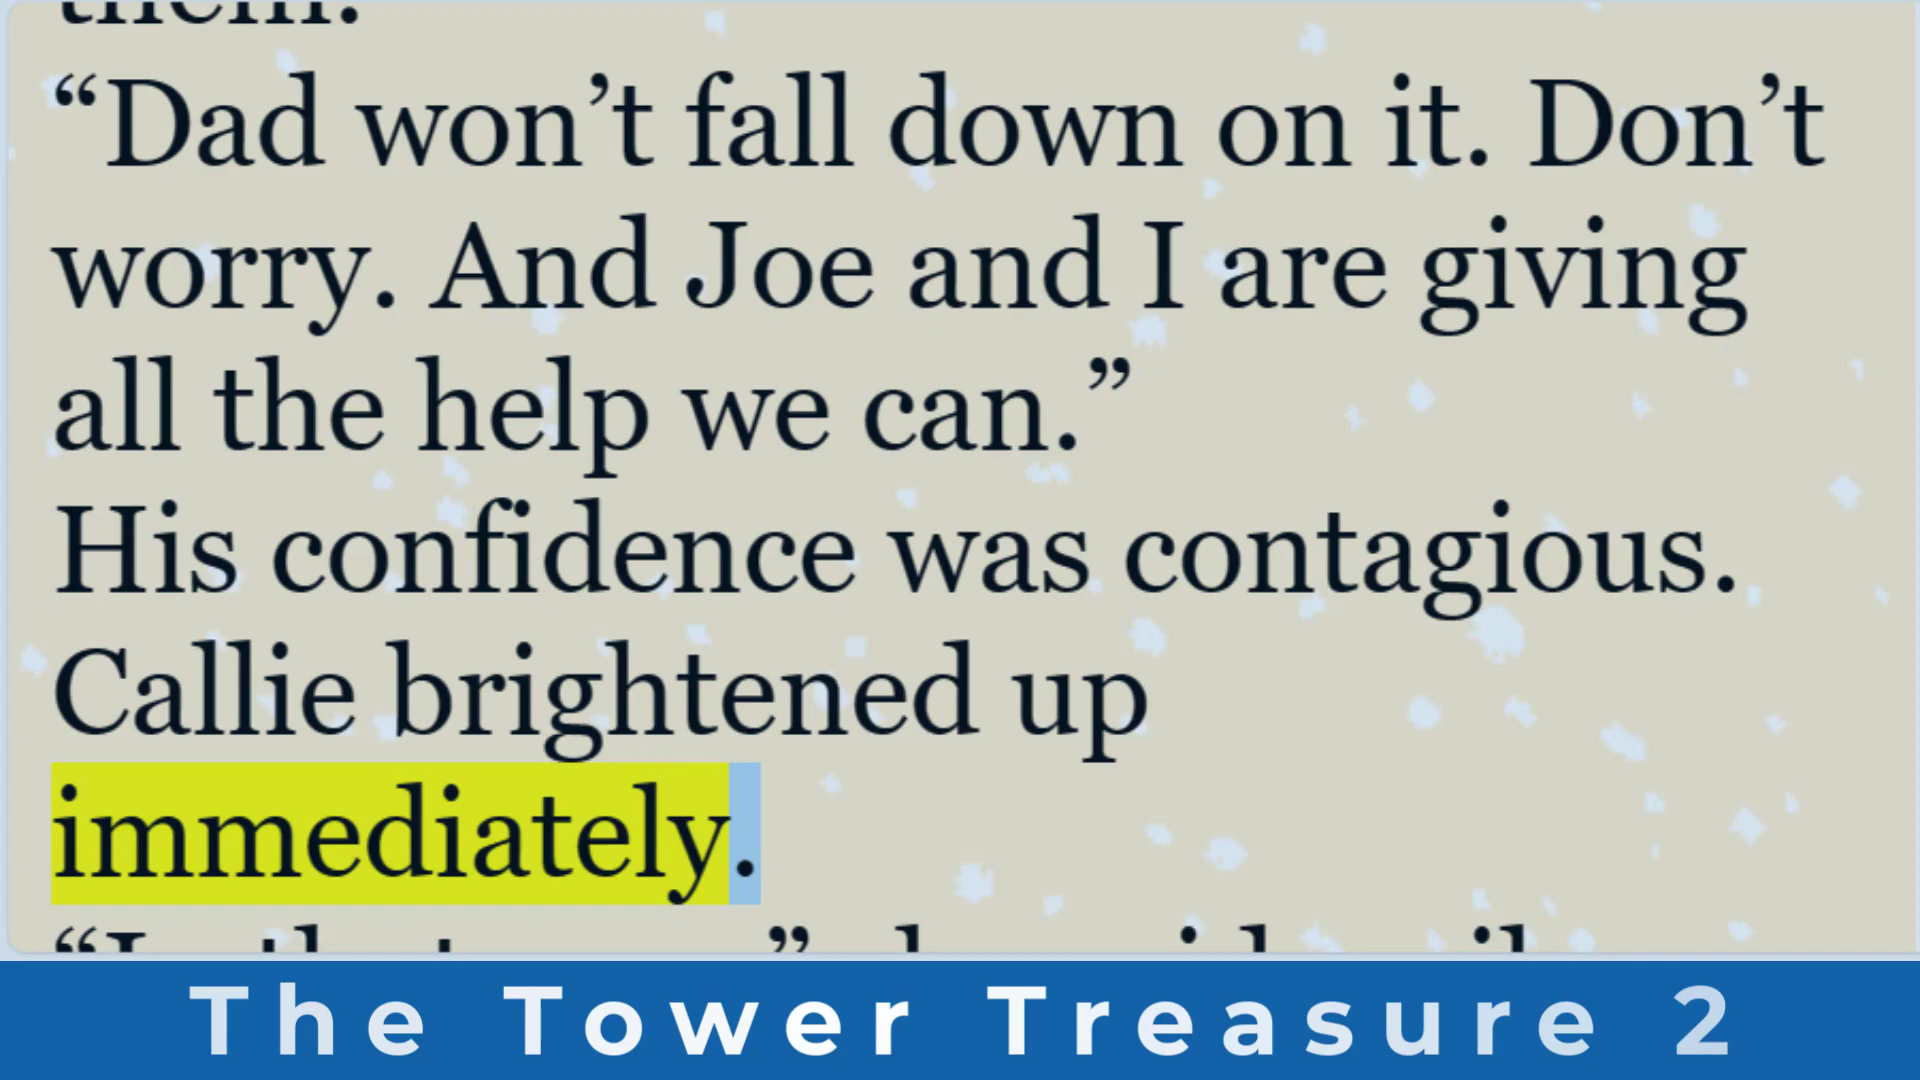 them.
“Dad won’t fall down on it. Don’t
worry. And Joe and I are giving
all the help we can.”
His confidence was contagious.
Callie brightened up
immediately.
The Tower Treasure 2